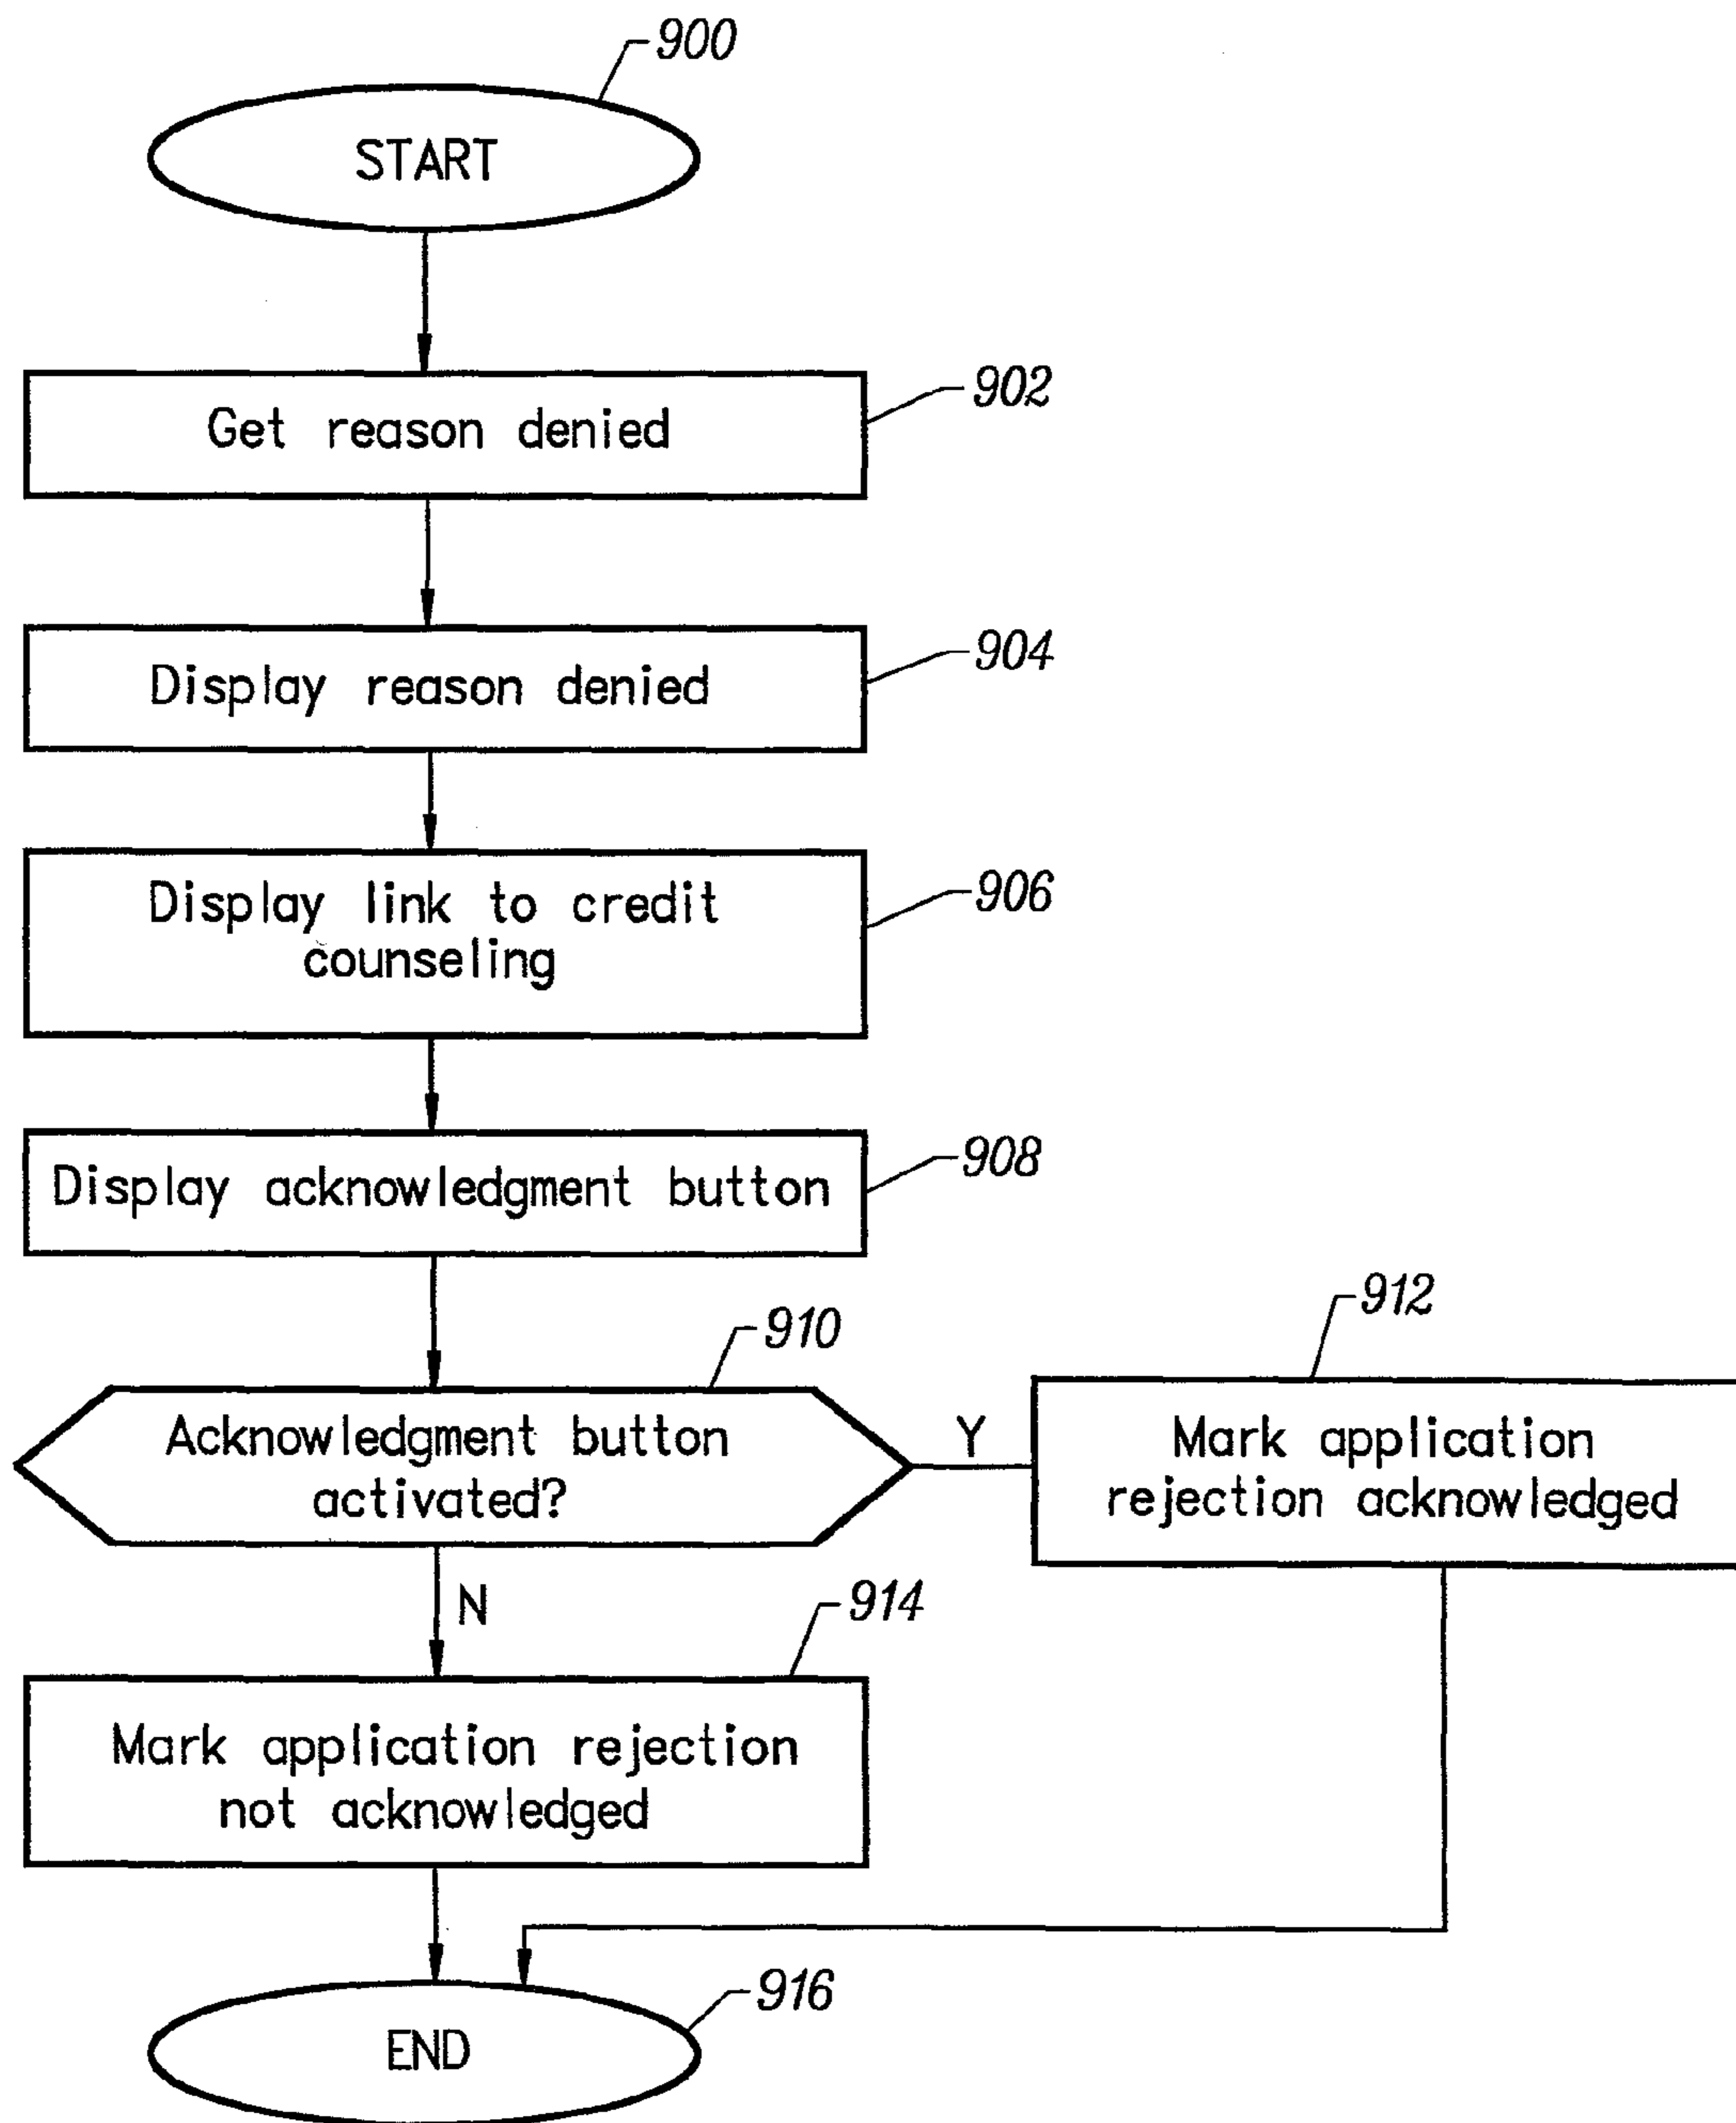 900
START
902
Get reason denied
904
Display reason denied
906
Display link to credit
counseling
908
Display acknowledgment button
910
Acknowledgment button
activated?
Y
912
Mark application
rejection acknowledged
N
914
Mark application rejection
not acknowledged
916
END